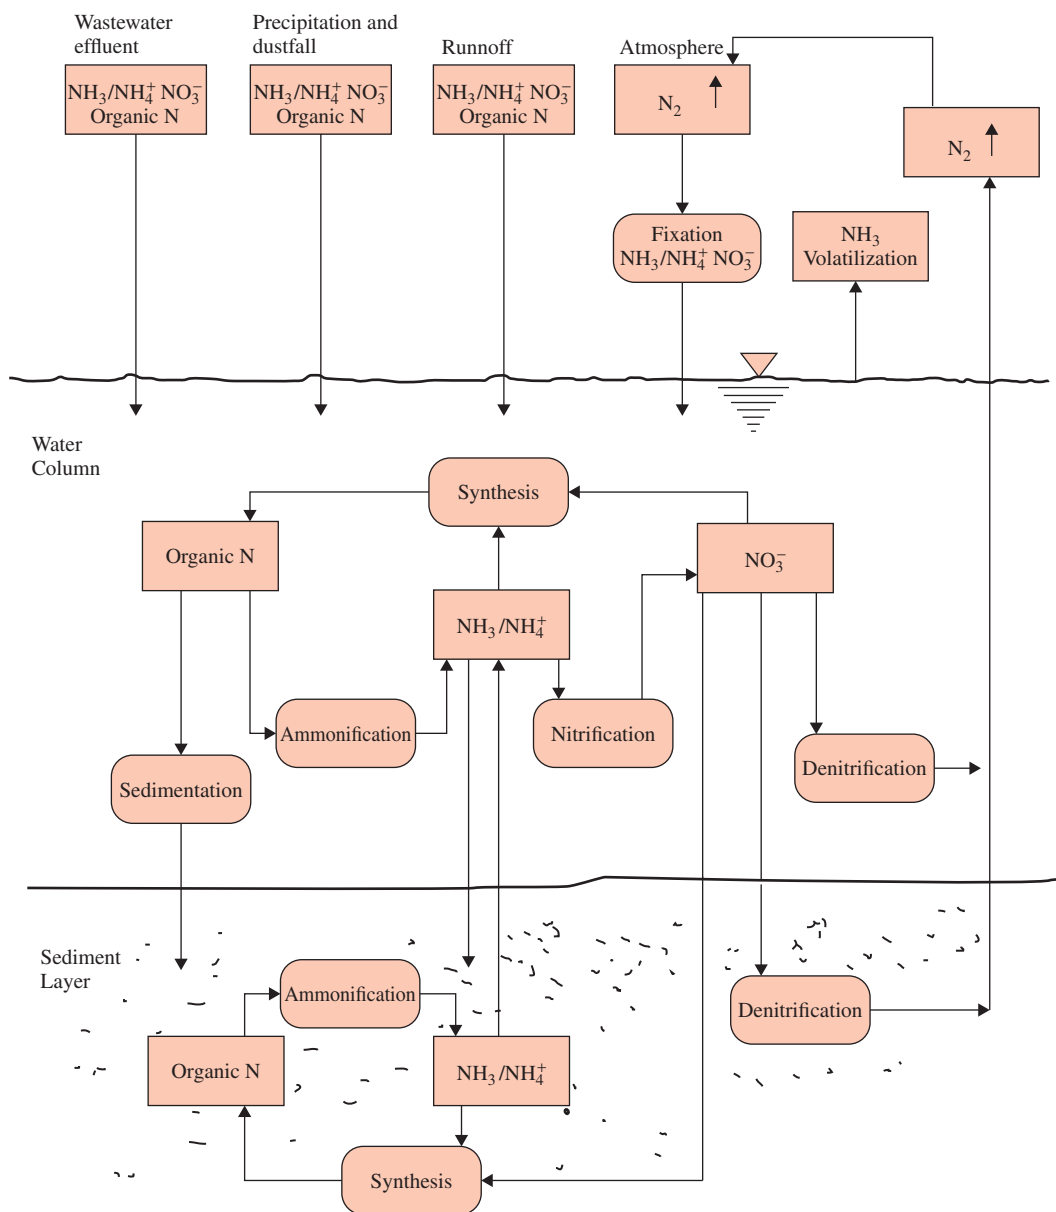 Wastewater
effluent
NH₃/NH₄⁺ NO₃⁻
Organic N
Precipitation and
dustfall
NH₃/NH₄⁺ NO₃⁻
Organic N
Runnoff
NH₃/NH₄⁺ NO₃⁻
Organic N
Atmosphere
N₂
N₂
Fixation
NH₃/NH₄⁺ NO₃⁻
NH₃
Volatilization
Water
Column
Synthesis
Organic N
NO₃⁻
NH₃/NH₄⁺
Ammonification
Nitrification
Denitrification
Sedimentation
Sediment
Layer
Ammonification
Denitrification
Organic N
NH₃/NH₄⁺
Synthesis